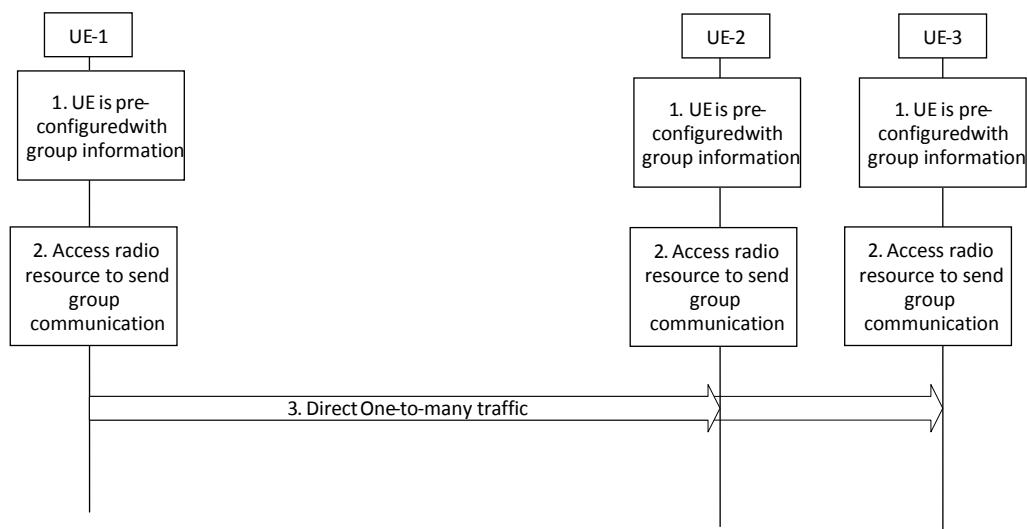 UE-1
UE-2
UE-3
1. UE is pre-
configuredwith
group information
1. UE is pre-
configuredwith
group information
1. UE is pre-
configuredwith
group information
2. Access radio
resource to send
group
communication
2. Access radio
resource to send
group
communication
2. Access radio
resource to send
group
communication
3. Direct One-to-many traffic